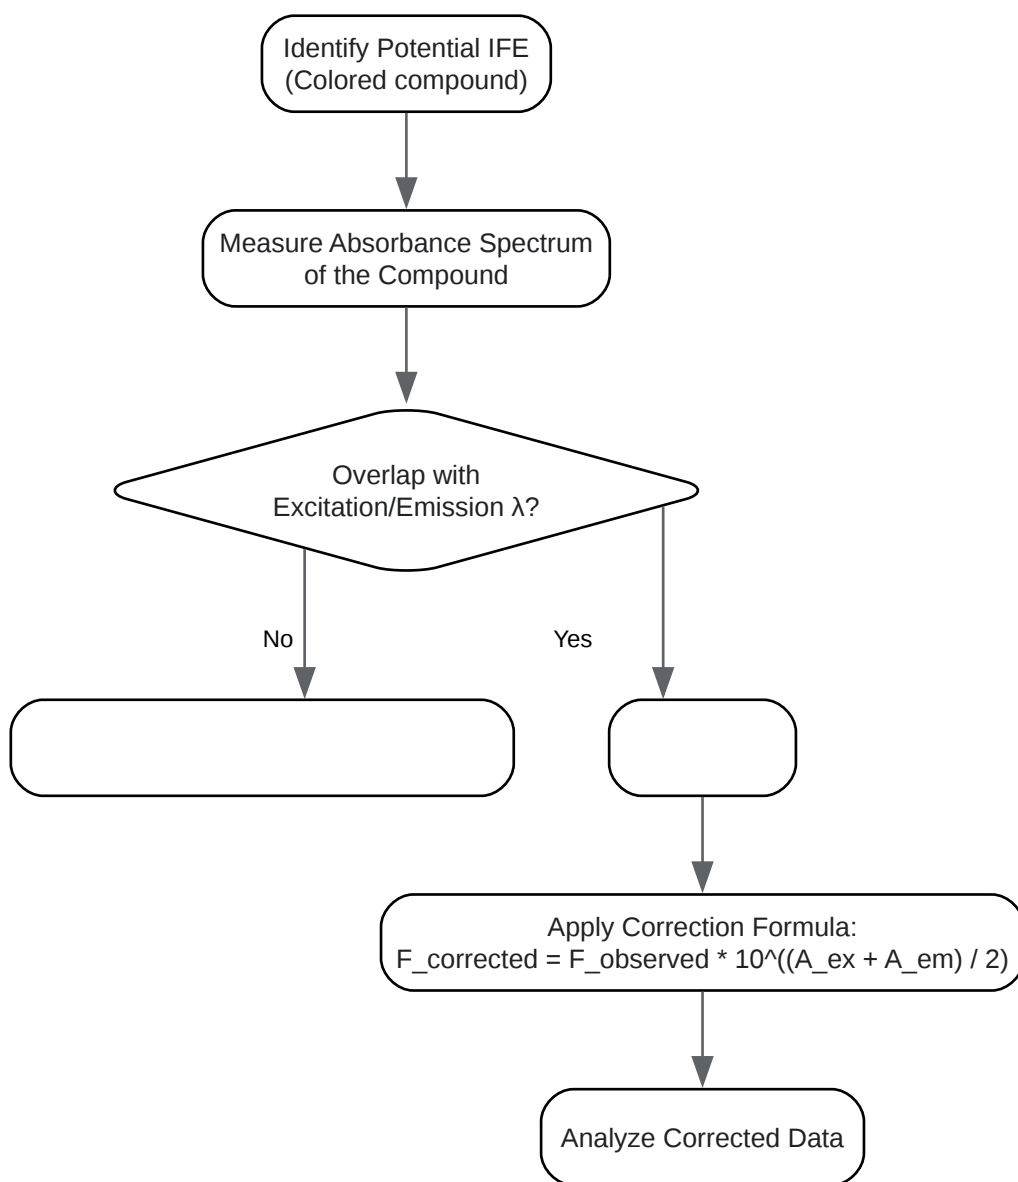 Identify Potential IFE
(Colored compound)
Measure Absorbance Spectrum
of the Compound
Overlap with
Excitation/Emission λ?
No
Yes
Apply Correction Formula:
F_corrected = F_observed * 10^((A_ex + A_em) / 2)
Analyze Corrected Data